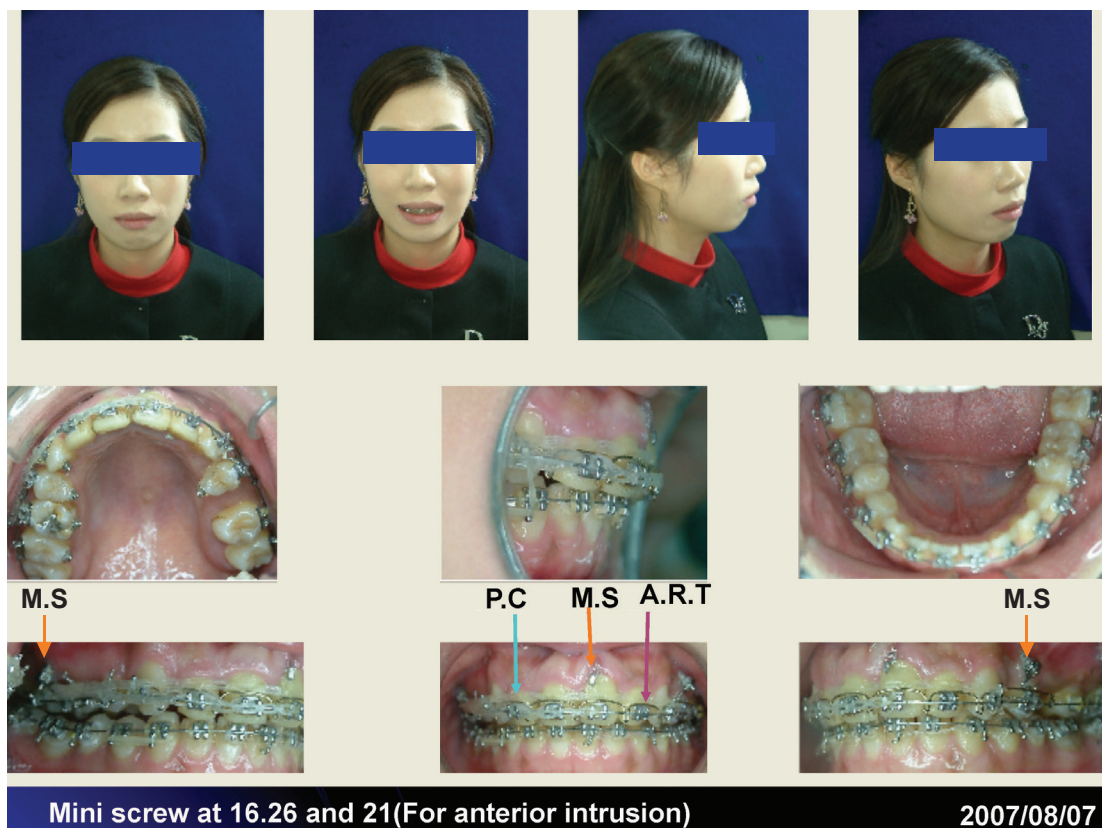 M.S
P.C M.S A.R.T
M.S
Mini screw at 16.26 and 21(For anterior intrusion)
2007/08/07